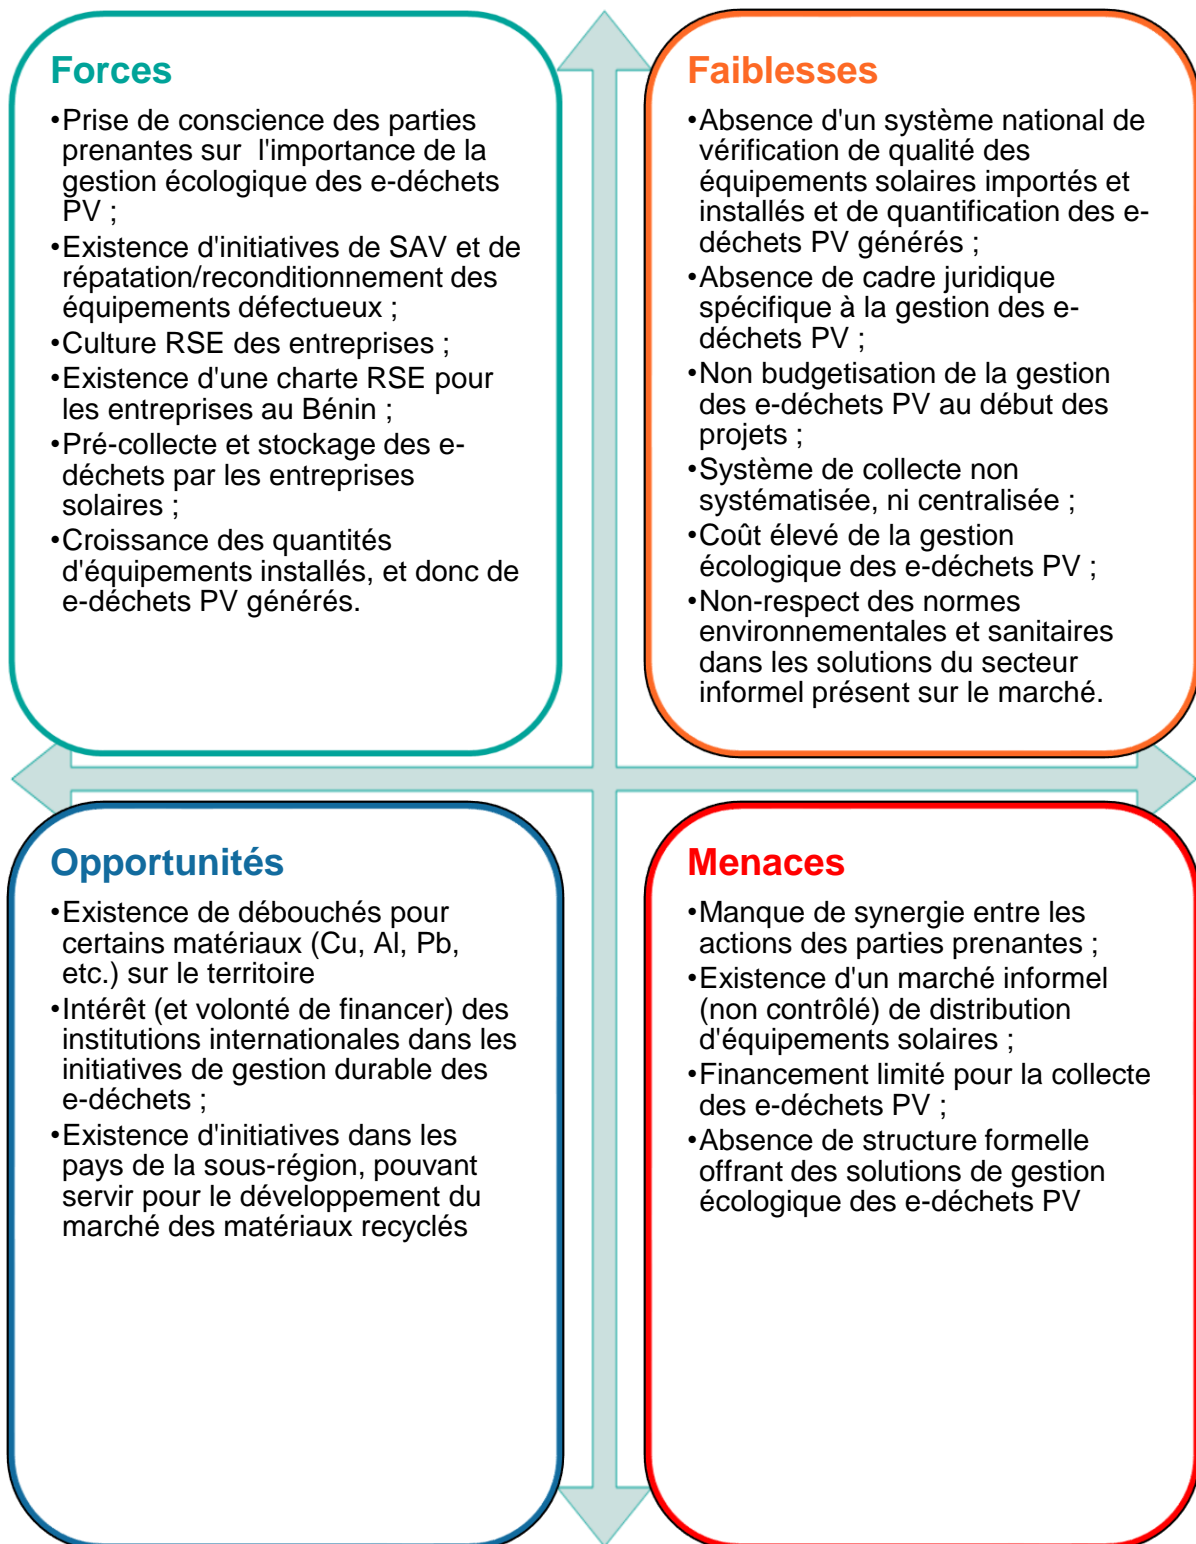 Forces
•Prise de conscience des parties
prenantes sur  l'importance de la
gestion écologique des e-déchets
PV ;
•Existence d'initiatives de SAV et de
répatation/reconditionnement des
équipements défectueux ;
•Culture RSE des entreprises ;
•Existence d'une charte RSE pour
les entreprises au Bénin ;
•Pré-collecte et stockage des e-
déchets par les entreprises
solaires ;
•Croissance des quantités
d'équipements installés, et donc de
e-déchets PV générés.
Faiblesses
•Absence d'un système national de
vérification de qualité des
équipements solaires importés et
installés et de quantification des e-
déchets PV générés ;
•Absence de cadre juridique
spécifique à la gestion des e-
déchets PV ;
•Non budgetisation de la gestion
des e-déchets PV au début des
projets ;
•Système de collecte non
systématisée, ni centralisée ;
•Coût élevé de la gestion
écologique des e-déchets PV ;
•Non-respect des normes
environnementales et sanitaires
dans les solutions du secteur
informel présent sur le marché.
Opportunités
•Existence de débouchés pour
certains matériaux (Cu, Al, Pb,
etc.) sur le territoire
•Intérêt (et volonté de financer) des
institutions internationales dans les
initiatives de gestion durable des
e-déchets ;
•Existence d'initiatives dans les
pays de la sous-région, pouvant
servir pour le développement du
marché des matériaux recyclés
Menaces
•Manque de synergie entre les
actions des parties prenantes ;
•Existence d'un marché informel
(non contrôlé) de distribution
d'équipements solaires ;
•Financement limité pour la collecte
des e-déchets PV ;
•Absence de structure formelle
offrant des solutions de gestion
écologique des e-déchets PV